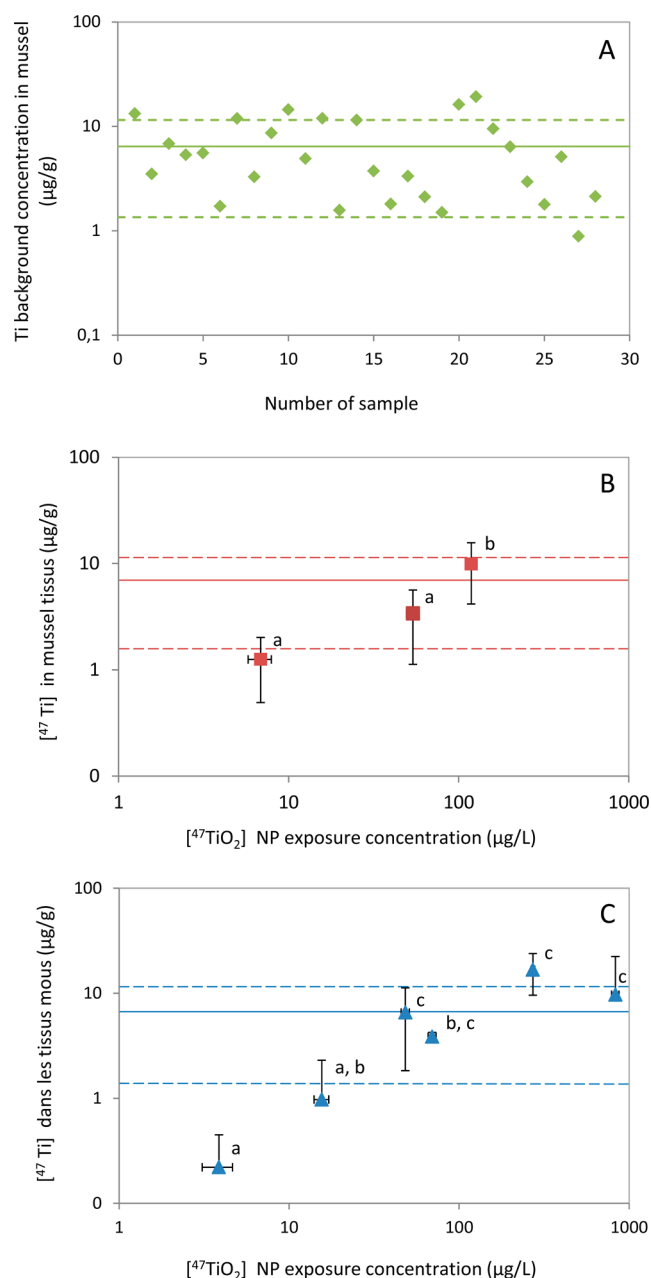 A
Ti background concentration in mussel
(µg/g)
100
10
1
0,1
0 5 10 15 20 25 30
Number of sample
B
[⁴⁷ Ti] in mussel tissus (µg/g)
100
10
1
0
b
a
a
1 10 100 1000
[⁴⁷TiO₂] NP exposure concentration (µg/L)
C
[⁴⁷ Ti] dans les tissus mous (µg/g)
100
10
1
0
c
c
c
b, c
a, b
a
1 10 100 1000
[⁴⁷TiO₂] NP exposure concentration (µg/L)